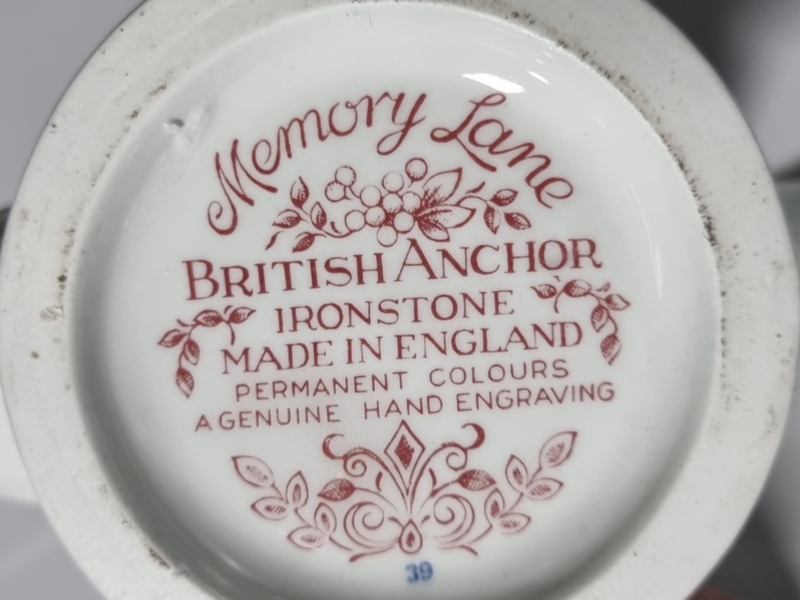 Memory Lane
BRITISH ANCHOR
IRONSTONE
MADE IN ENGLAND
PERMANENT COLOURS
A GENUINE HAND ENGRAVING
39